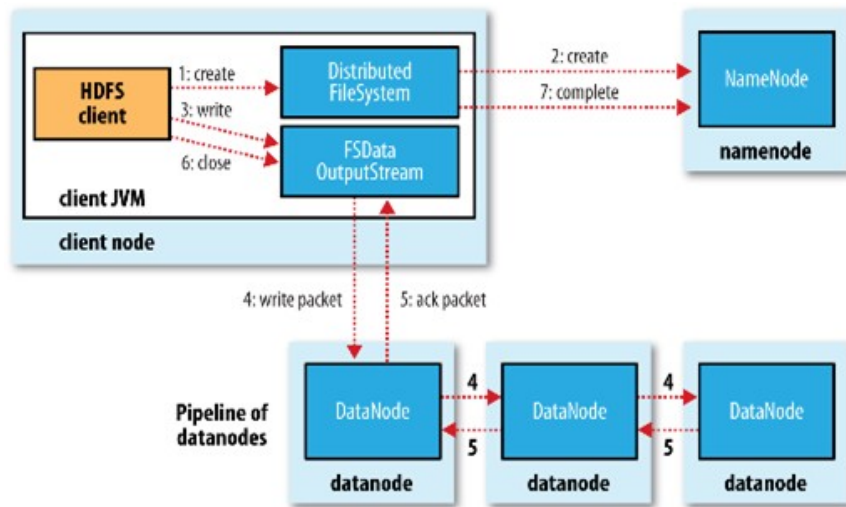 HDFS
client
1: create
3: write
6: close
Distributed
FileSystem
FSData
OutputStream
client JVM
client node
2: create
7: complete
NameNode
namenode
4: write packet
5: ack packet
Pipeline of
datanodes
DataNode
datanode
4
5
DataNode
datanode
4
5
DataNode
datanode